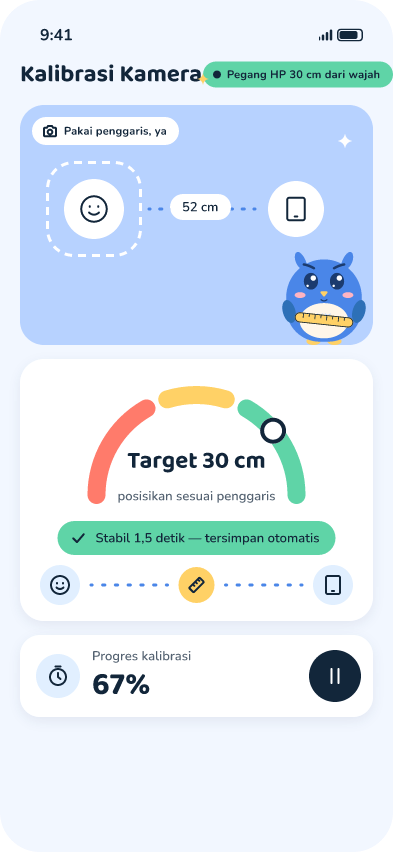 9:41
Kalibrasi Kamera
Pegang HP 30 cm dari wajah
Pakai penggaris, ya
52 cm
Target 30 cm
posisikan sesuai penggaris
Stabil 1,5 detik — tersimpan otomatis
Progres kalibrasi
67%